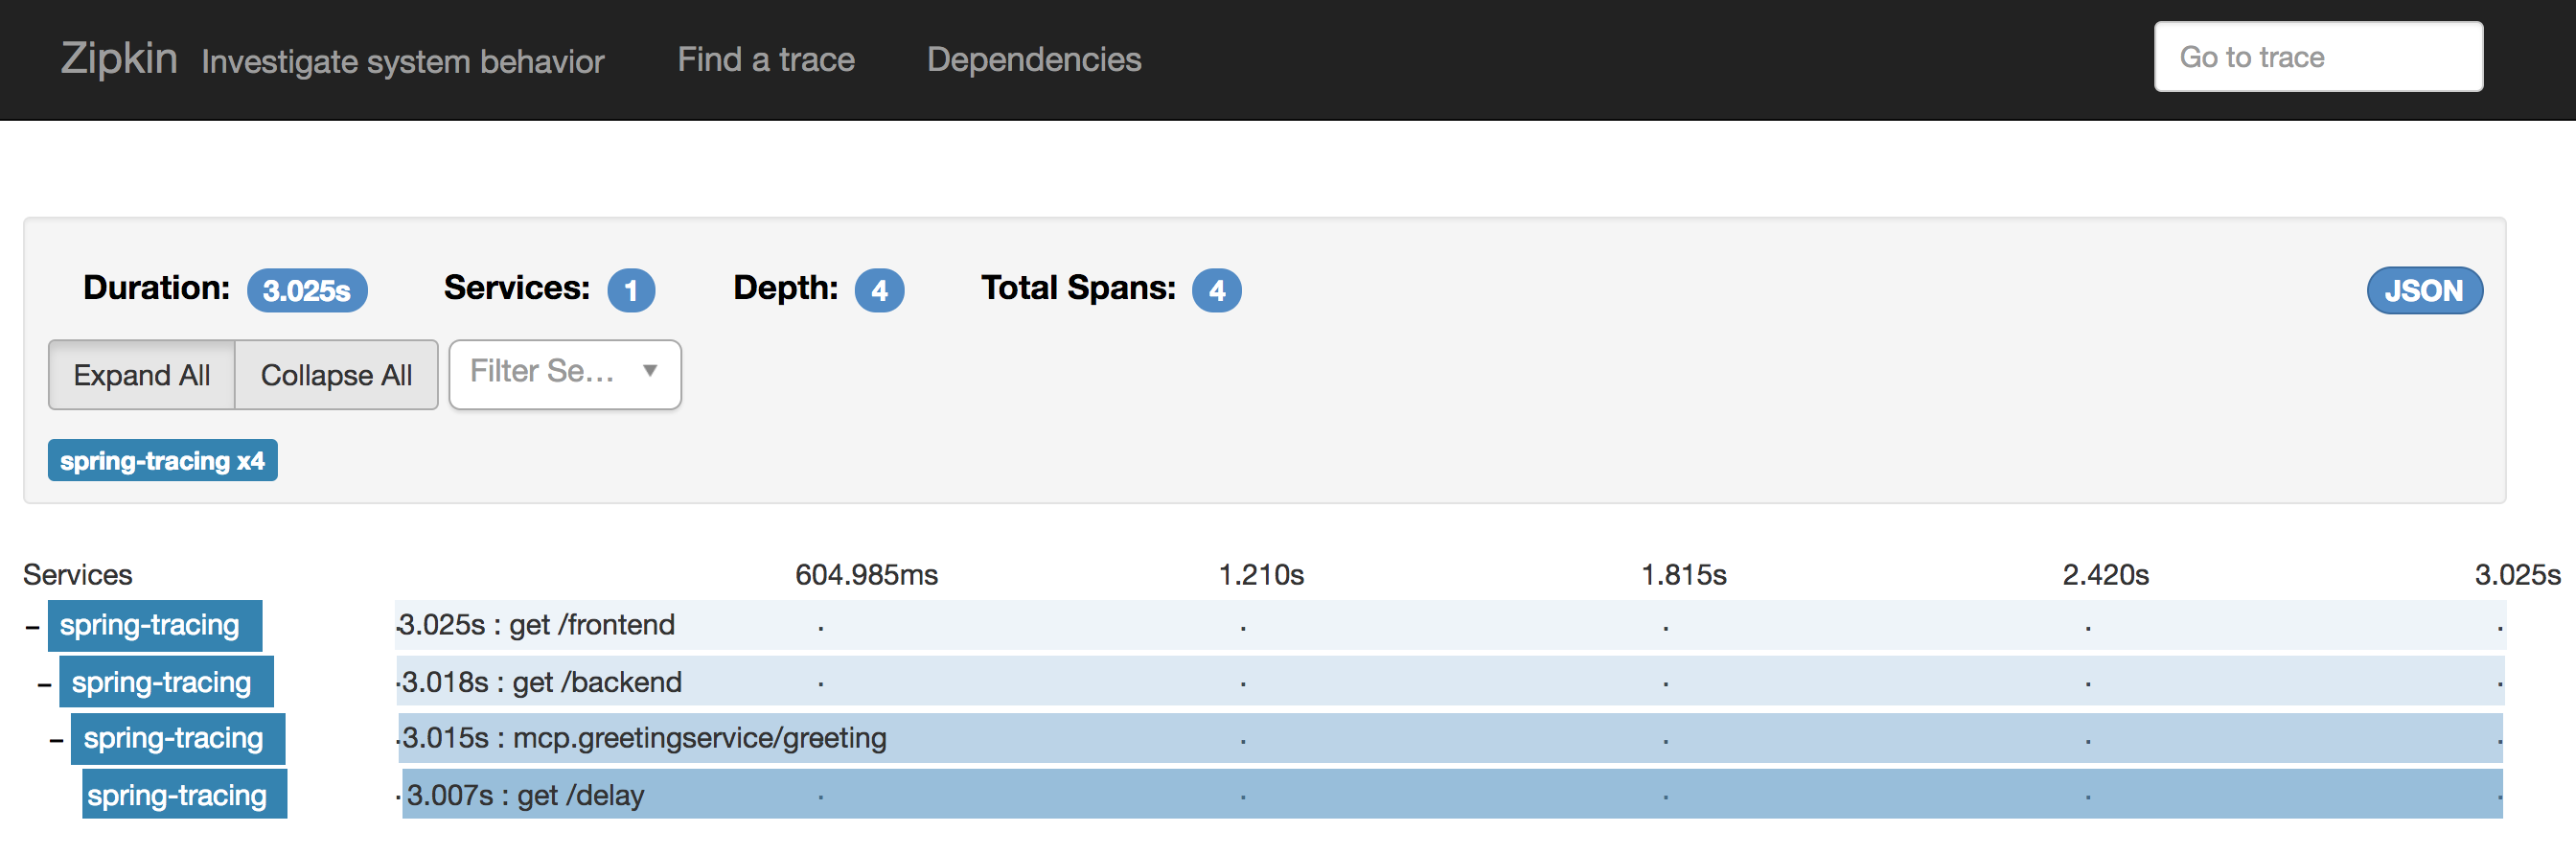 Zipkin Investigate system behavior Find a trace Dependencies Go to trace
Duration: 3.025s Services: 1 Depth: 4 Total Spans: 4 JSON
Expand All Collapse All Filter Se...
spring-tracing x4
Services 604.985ms 1.210s 1.815s 2.420s 3.025s
– spring-tracing 3.025s : get /frontend
– spring-tracing 3.018s : get /backend
– spring-tracing 3.015s : mcp.greetingservice/greeting
spring-tracing 3.007s : get /delay